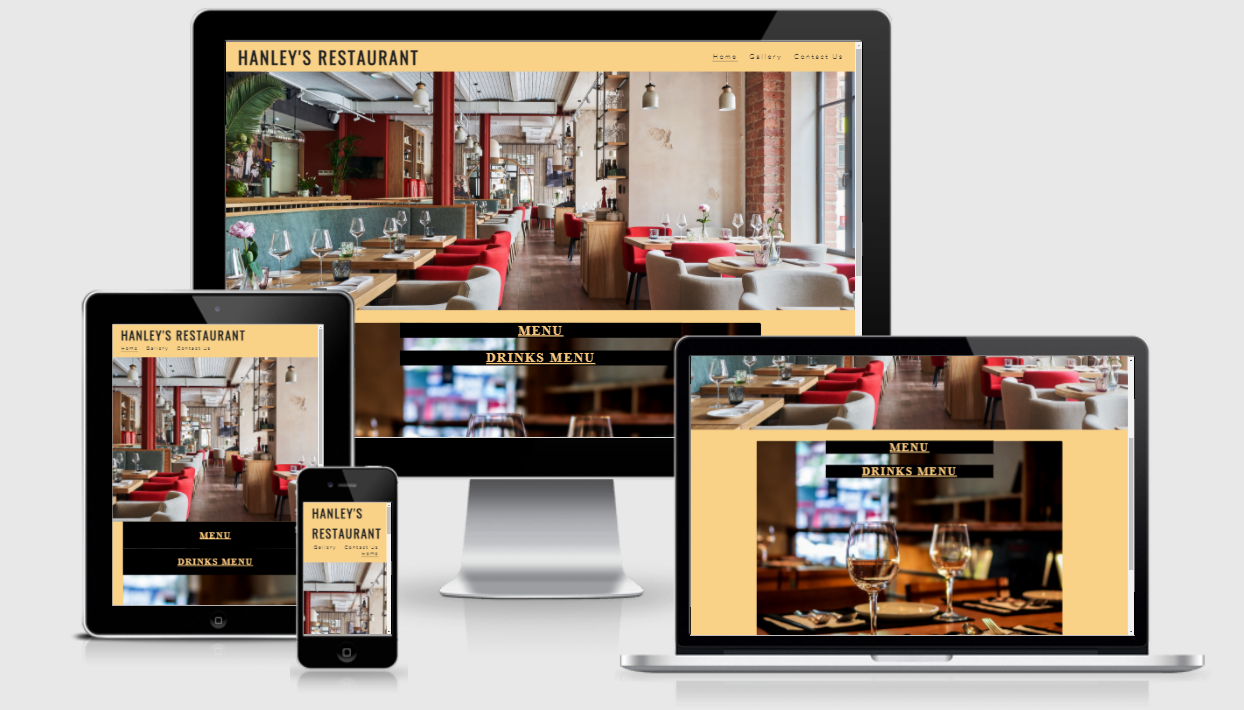 HANLEY'S RESTAURANT
Home Gallery Contact Us
MENU
DRINKS MENU
HANLEY'S RESTAURANT
Home Gallery Contact Us
MENU
DRINKS MENU
HANLEY'S
RESTAURANT
Gallery Contact Us
Home
MENU
DRINKS MENU